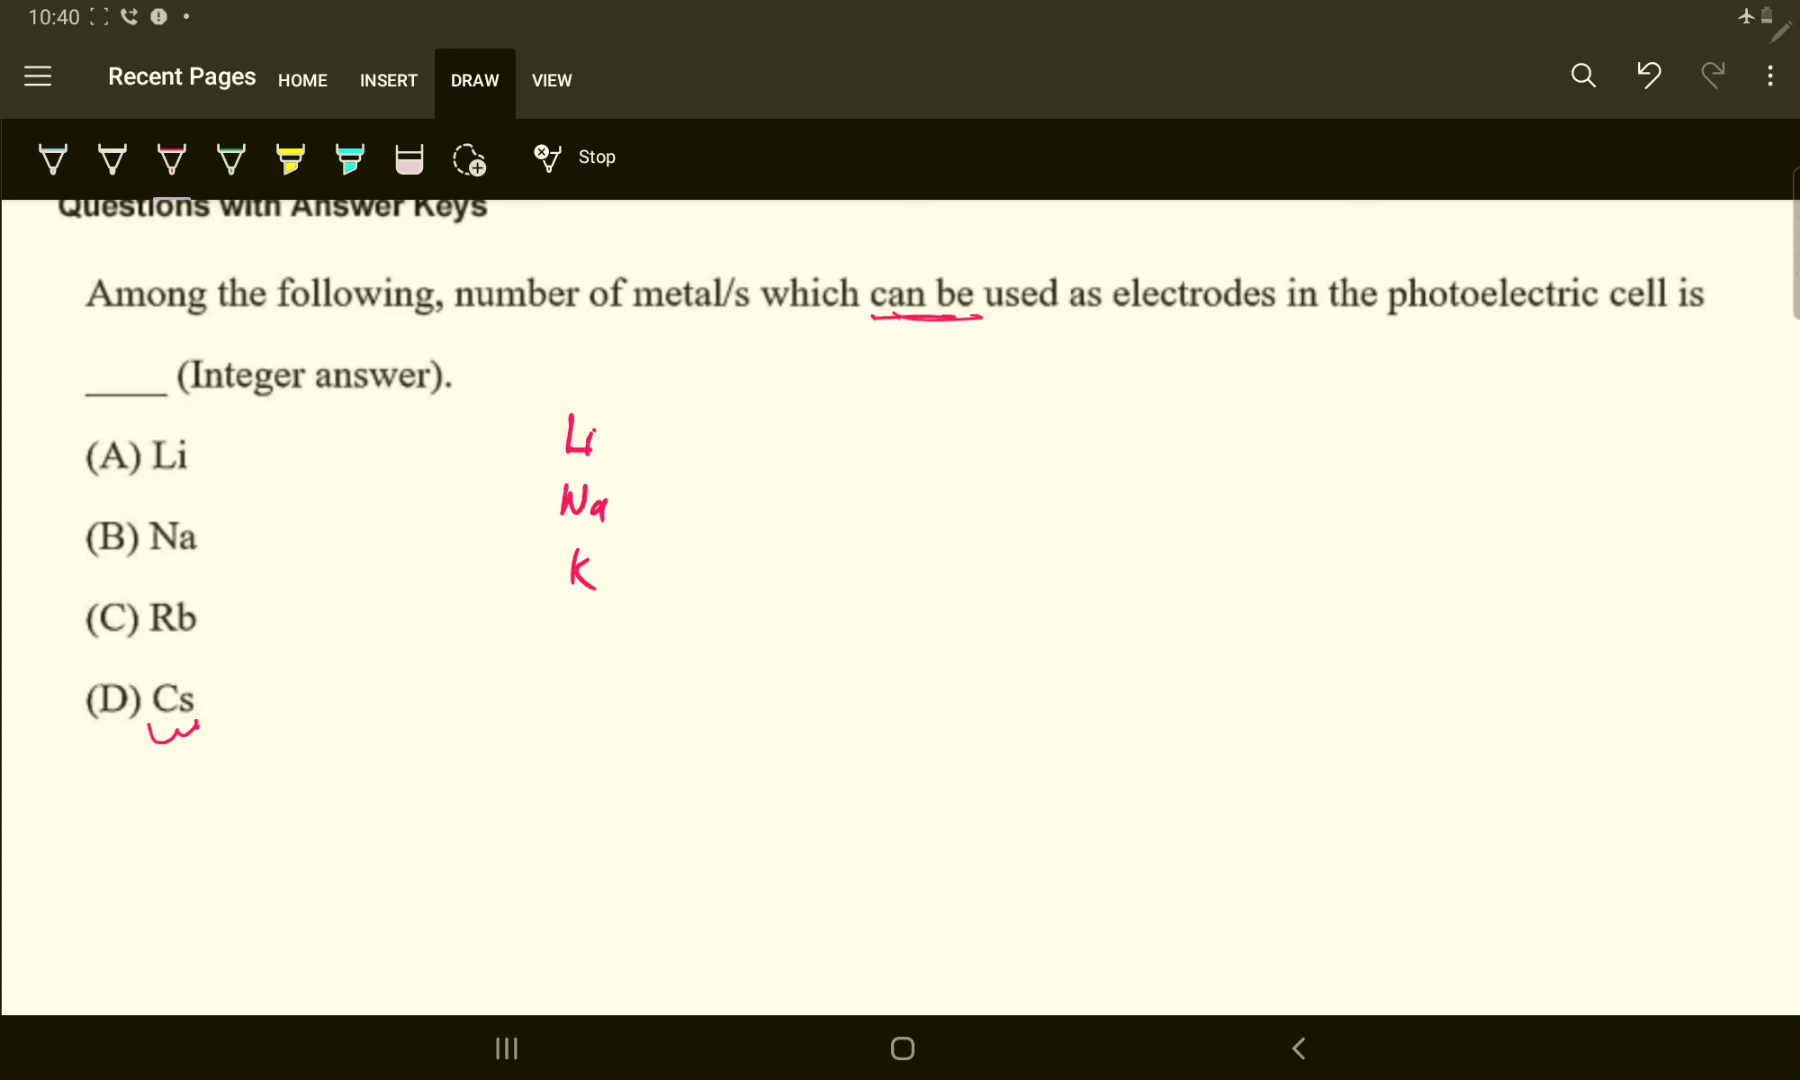 10:40
Recent Pages HOME INSERT DRAW VIEW
Stop
Questions with Answer Keys
Among the following, number of metal/s which can be used as electrodes in the photoelectric cell is
____ (Integer answer).
(A) Li
Li
Na
(B) Na
K
(C) Rb
(D) Cs